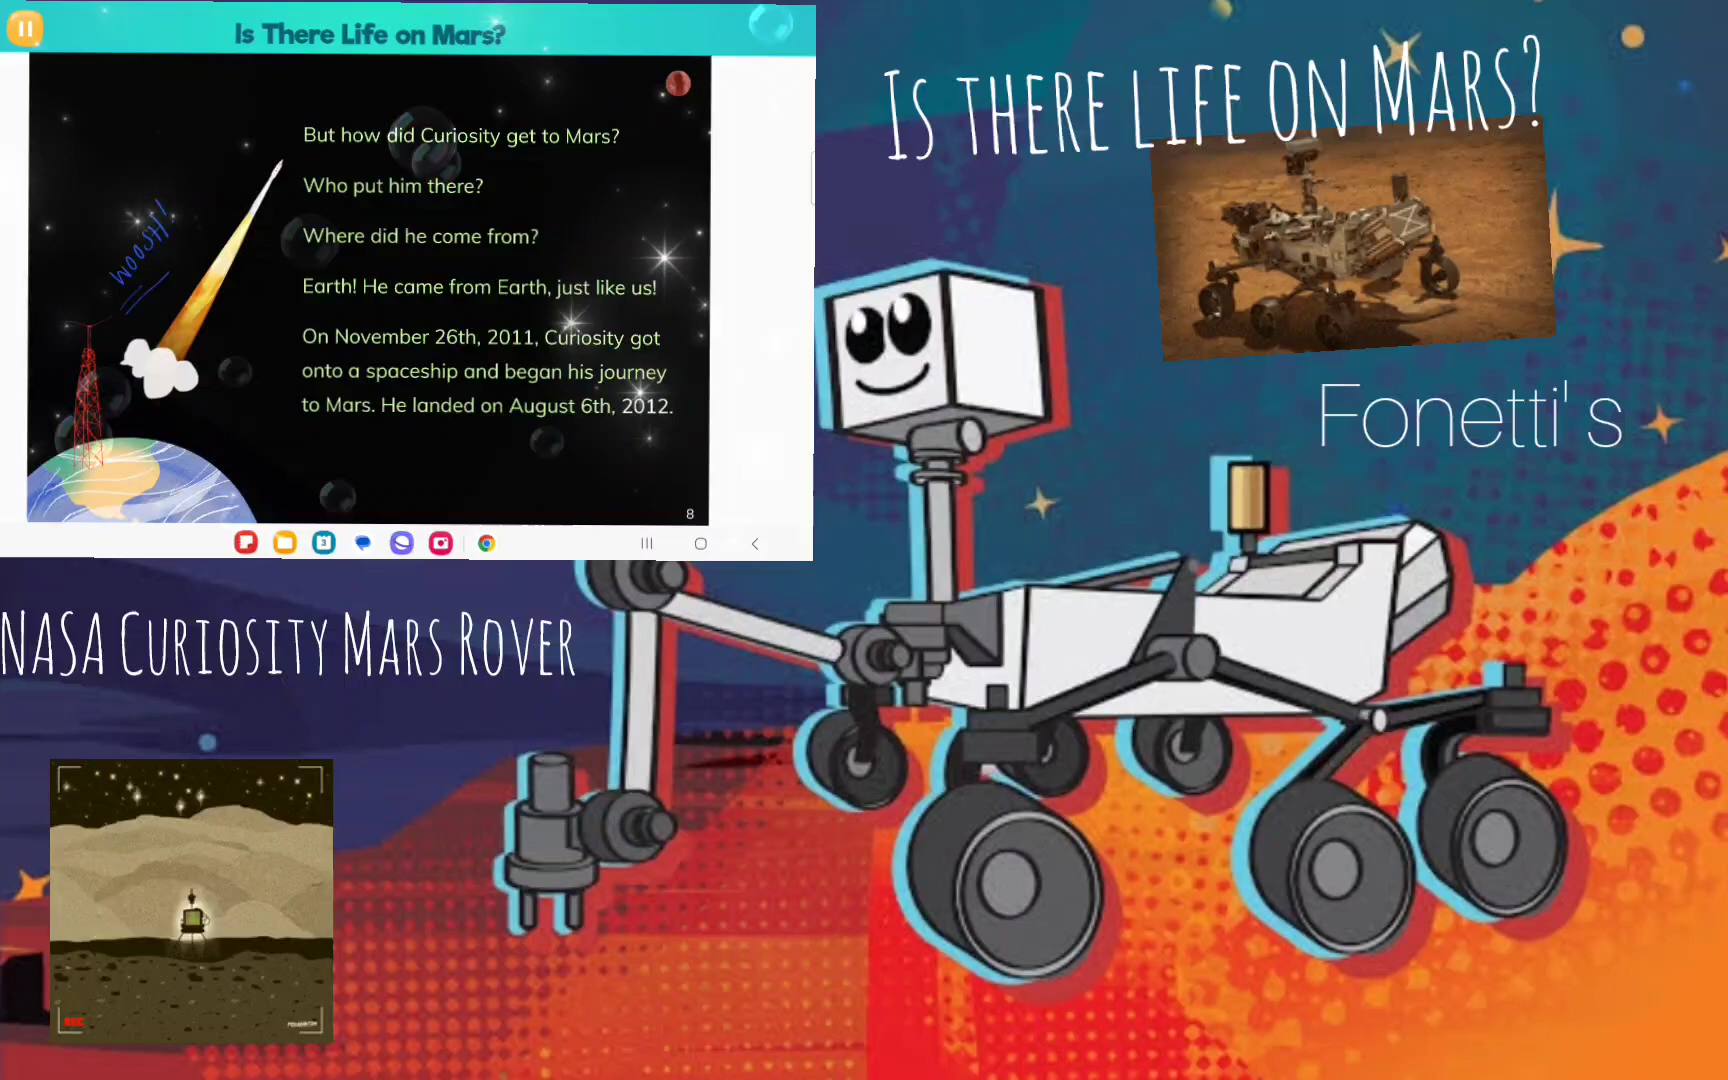 Is There Life on Mars?
But how did Curiosity get to Mars?
Who put him there?
Where did he come from?
Earth! He came from Earth, just like us!
On November 26th, 2011, Curiosity got
onto a spaceship and began his journey
to Mars. He landed on August 6th, 2012.
WOOSH!
8
3
Is there life on Mars?
Fonetti's
NASA Curiosity Mars Rover
REC